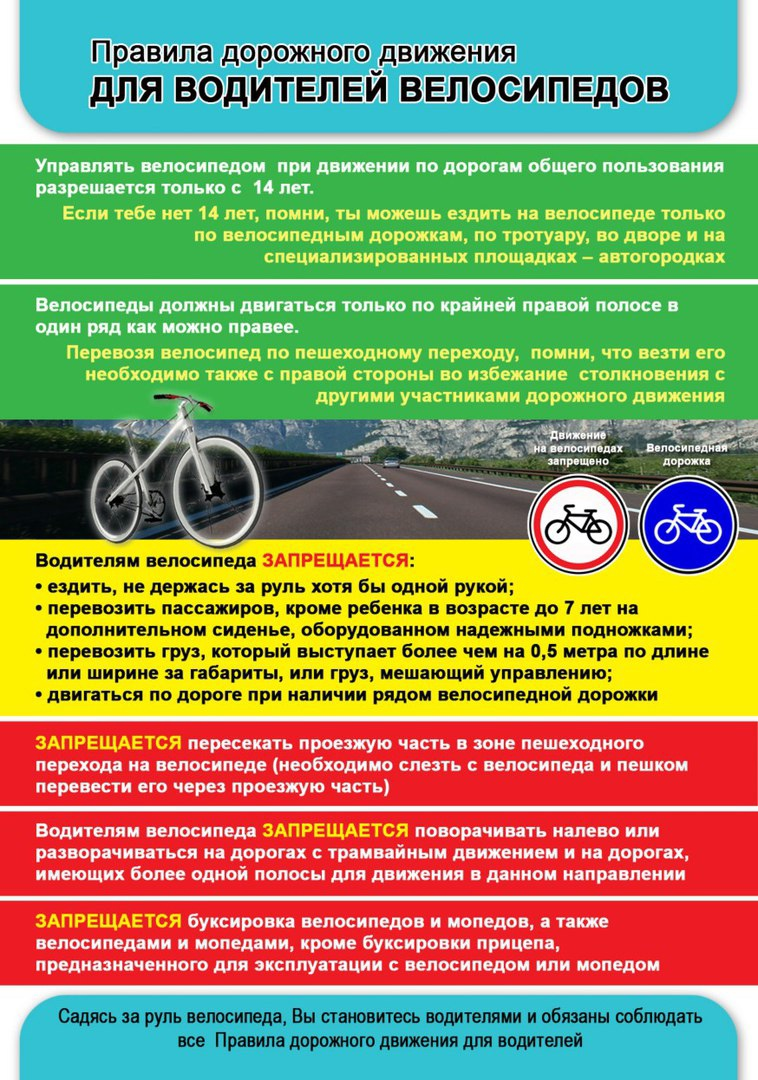 Правила дорожного движения
ДЛЯ ВОДИТЕЛЕЙ ВЕЛОСИПЕДОВ
Управлять велосипедом при движении по дорогам общего пользования
разрешается только с 14 лет.
Если тебе нет 14 лет, помни, ты можешь ездить на велосипеде только
по велосипедным дорожкам, по тротуару, во дворе и на
специализированных площадках – автогородках
Велосипеды должны двигаться только по крайней правой полосе в
один ряд как можно правее.
Перевозя велосипед по пешеходному переходу, помни, что везти его
необходимо также с правой стороны во избежание столкновения с
другими участниками дорожного движения
Движение
на велосипедах
запрещено
Велосипедная
дорожка
Водителям велосипеда ЗАПРЕЩАЕТСЯ:
• ездить, не держась за руль хотя бы одной рукой;
• перевозить пассажиров, кроме ребенка в возрасте до 7 лет на
дополнительном сиденье, оборудованном надежными подножками;
• перевозить груз, который выступает более чем на 0,5 метра по длине
или ширине за габариты, или груз, мешающий управлению;
• двигаться по дороге при наличии рядом велосипедной дорожки
ЗАПРЕЩАЕТСЯ пересекать проезжую часть в зоне пешеходного
перехода на велосипеде (необходимо слезть с велосипеда и пешком
перевести его через проезжую часть)
Водителям велосипеда ЗАПРЕЩАЕТСЯ поворачивать налево или
разворачиваться на дорогах с трамвайным движением и на дорогах,
имеющих более одной полосы для движения в данном направлении
ЗАПРЕЩАЕТСЯ буксировка велосипедов и мопедов, а также
велосипедами и мопедами, кроме буксировки прицепа,
предназначенного для эксплуатации с велосипедом или мопедом
Садясь за руль велосипеда, Вы становитесь водителями и обязаны соблюдать
все Правила дорожного движения для водителей